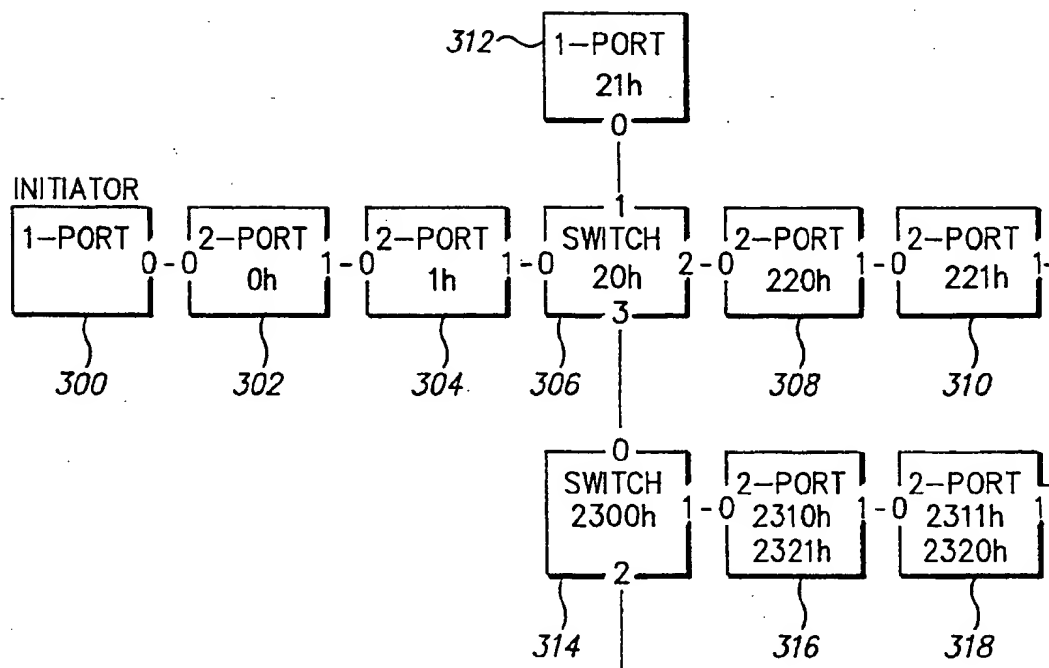 312
1-PORT
21h
0
INITIATOR
1-PORT
0-0
2-PORT
0h
1-0
2-PORT
1h
1-0
1
SWITCH
20h
3
2-0
2-PORT
220h
1-0
2-PORT
221h
1-
300
302
304
306
308
310
0
SWITCH
2300h
2
1-0
2-PORT
2310h
2321h
1-0
2-PORT
2311h
2320h
1
314
316
318